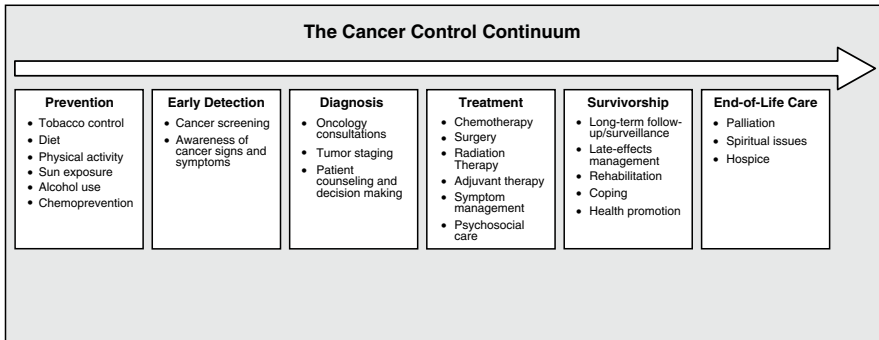 The Cancer Control Continuum
Prevention
• Tobacco control
• Diet
• Physical activity
• Sun exposure
• Alcohol use
• Chemoprevention
Early Detection
• Cancer screening
• Awareness of
cancer signs and
symptoms
Diagnosis
• Oncology
consultations
• Tumor staging
• Patient
counseling and
decision making
Treatment
• Chemotherapy
• Surgery
• Radiation
Therapy
• Adjuvant therapy
• Symptom
management
• Psychosocial
care
Survivorship
• Long-term follow-
up/surveillance
• Late-effects
management
• Rehabilitation
• Coping
• Health promotion
End-of-Life Care
• Palliation
• Spiritual issues
• Hospice